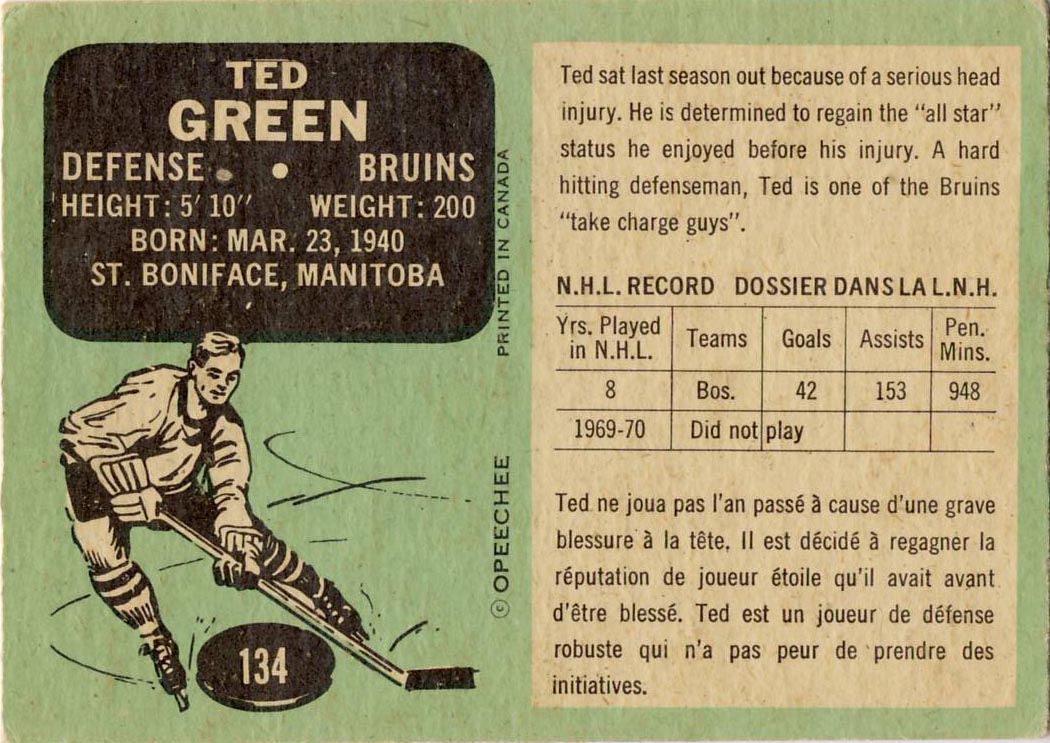 TED
GREEN
DEFENSE • BRUINS
HEIGHT: 5' 10" WEIGHT: 200
BORN: MAR. 23, 1940
ST. BONIFACE, MANITOBA
PRINTED IN CANADA
© OPEECHEE
134
Ted sat last season out because of a serious head
injury. He is determined to regain the "all star"
status he enjoyed before his injury. A hard
hitting defenseman, Ted is one of the Bruins
"take charge guys".
N.H.L. RECORD DOSSIER DANS LA L.N.H.
Yrs. Played in N.H.L. Teams Goals Assists Pen. Mins.
8 Bos. 42 153 948
1969-70 Did not play
Ted ne joua pas l'an passé à cause d'une grave
blessure à la tête. Il est décidé à regagner la
réputation de joueur étoile qu'il avait avant
d'être blessé. Ted est un joueur de défense
robuste qui n'a pas peur de prendre des
initiatives.